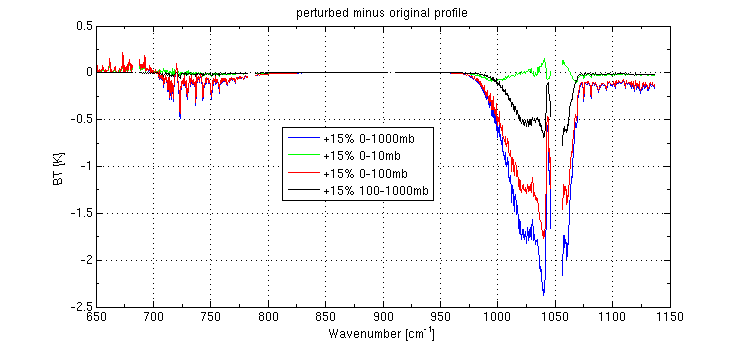 perturbed minus original profile
0.5
0
-0.5
-1
-1.5
-2
-2.5
BT [K]
+15% 0-1000mb
+15% 0-10mb
+15% 0-100mb
+15% 100-1000mb
650 700 750 800 850 900 950 1000 1050 1100 1150
Wavenumber [cm⁻¹]